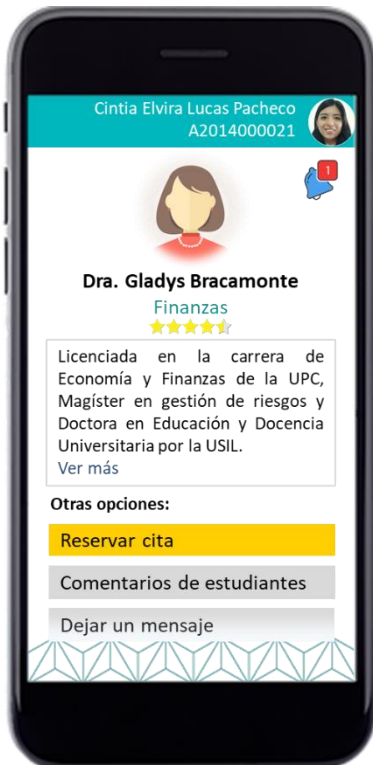 Cintia Elvira Lucas Pacheco
A2014000021
1
Dra. Gladys Bracamonte
Finanzas
Licenciada en la carrera de
Economía y Finanzas de la UPC,
Magíster en gestión de riesgos y
Doctora en Educación y Docencia
Universitaria por la USIL.
Ver más
Otras opciones:
Reservar cita
Comentarios de estudiantes
Dejar un mensaje